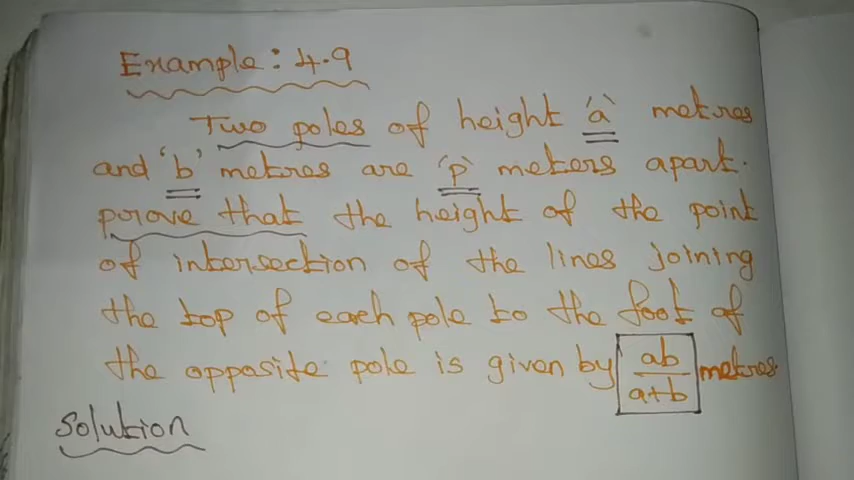 Example: 4.9
Two poles of height 'a' metres
and 'b' metres are 'p' meters apart.
prove that the height of the point
of intersection of the lines joining
the top of each pole to the foot of
the opposite pole is given by ab/a+b metres.
Solution